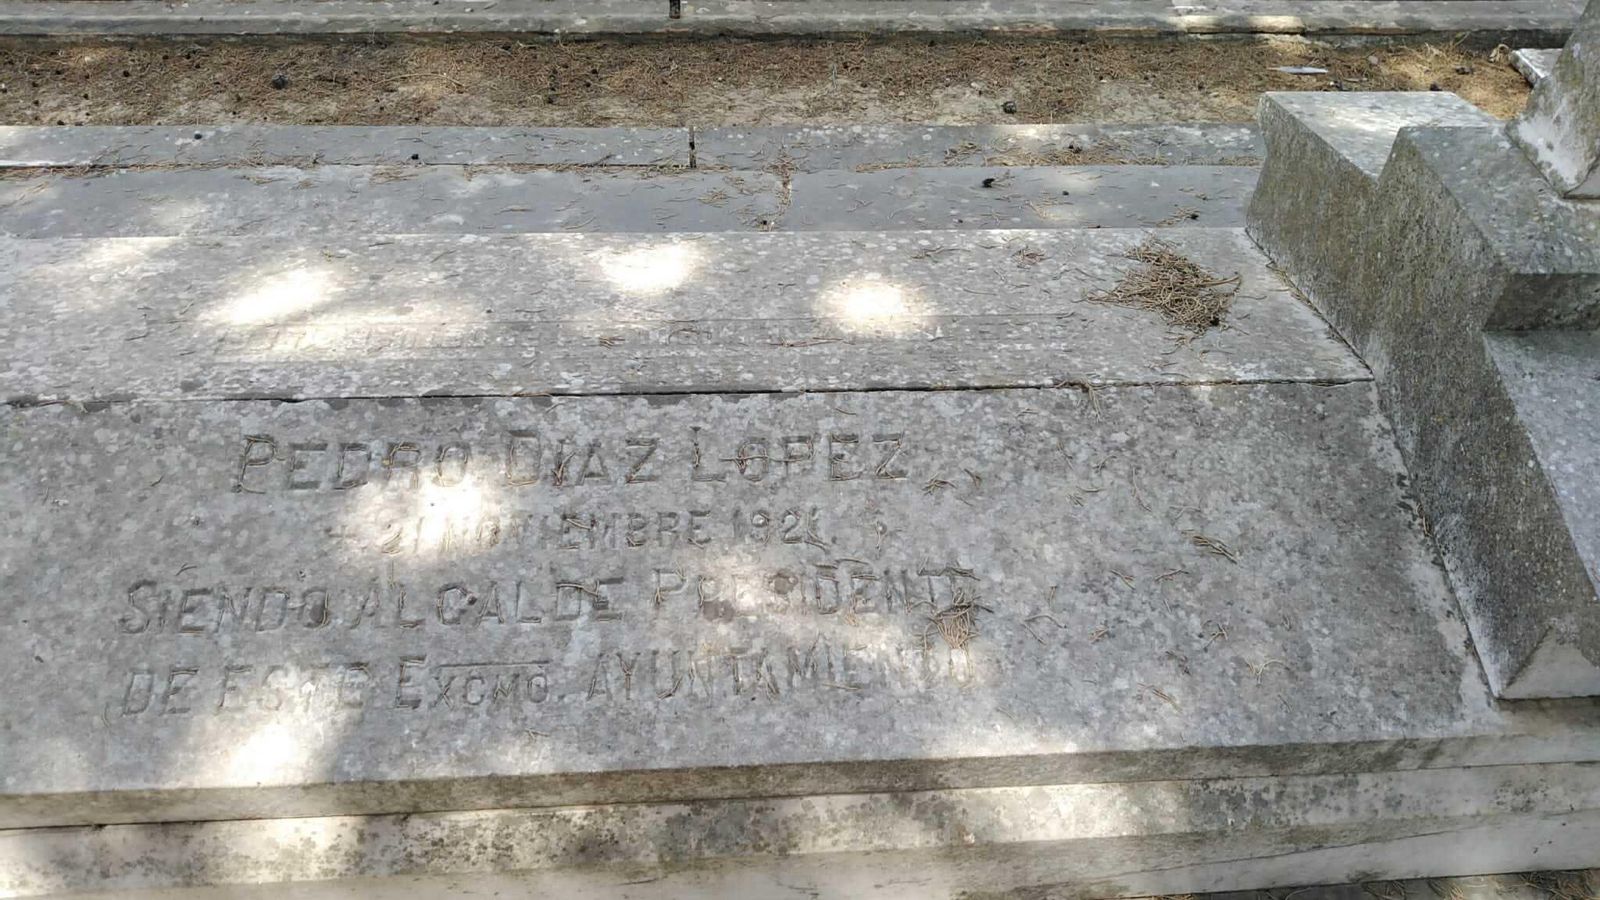 PEDRO DIAZ LOPEZ
21 NOVIEMBRE 1921.
SIENDO ALCALDE PRESIDENTE
DE ESTE EXCMO. AYUNTAMIENTO